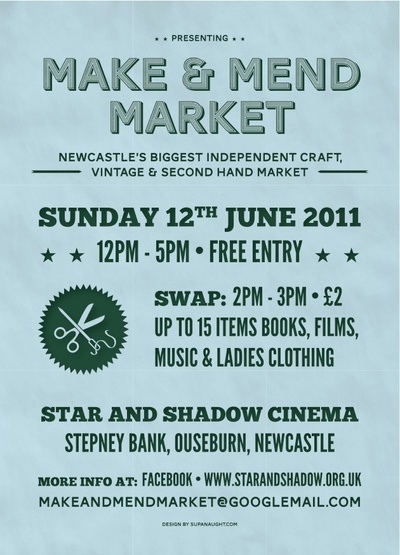 ★ ★ PRESENTING ★ ★
MAKE & MEND
MARKET
NEWCASTLE'S BIGGEST INDEPENDENT CRAFT,
VINTAGE & SECOND HAND MARKET
SUNDAY 12TH JUNE 2011
★ ★ 12PM - 5PM • FREE ENTRY ★ ★
SWAP: 2PM - 3PM • £2
UP TO 15 ITEMS BOOKS, FILMS,
MUSIC & LADIES CLOTHING
STAR AND SHADOW CINEMA
STEPNEY BANK, OUSEBURN, NEWCASTLE
MORE INFO AT: FACEBOOK • WWW.STARANDSHADOW.ORG.UK
MAKEANDMENDMARKET@GOOGLEMAIL.COM
DESIGN BY SUPANAUGHT.COM